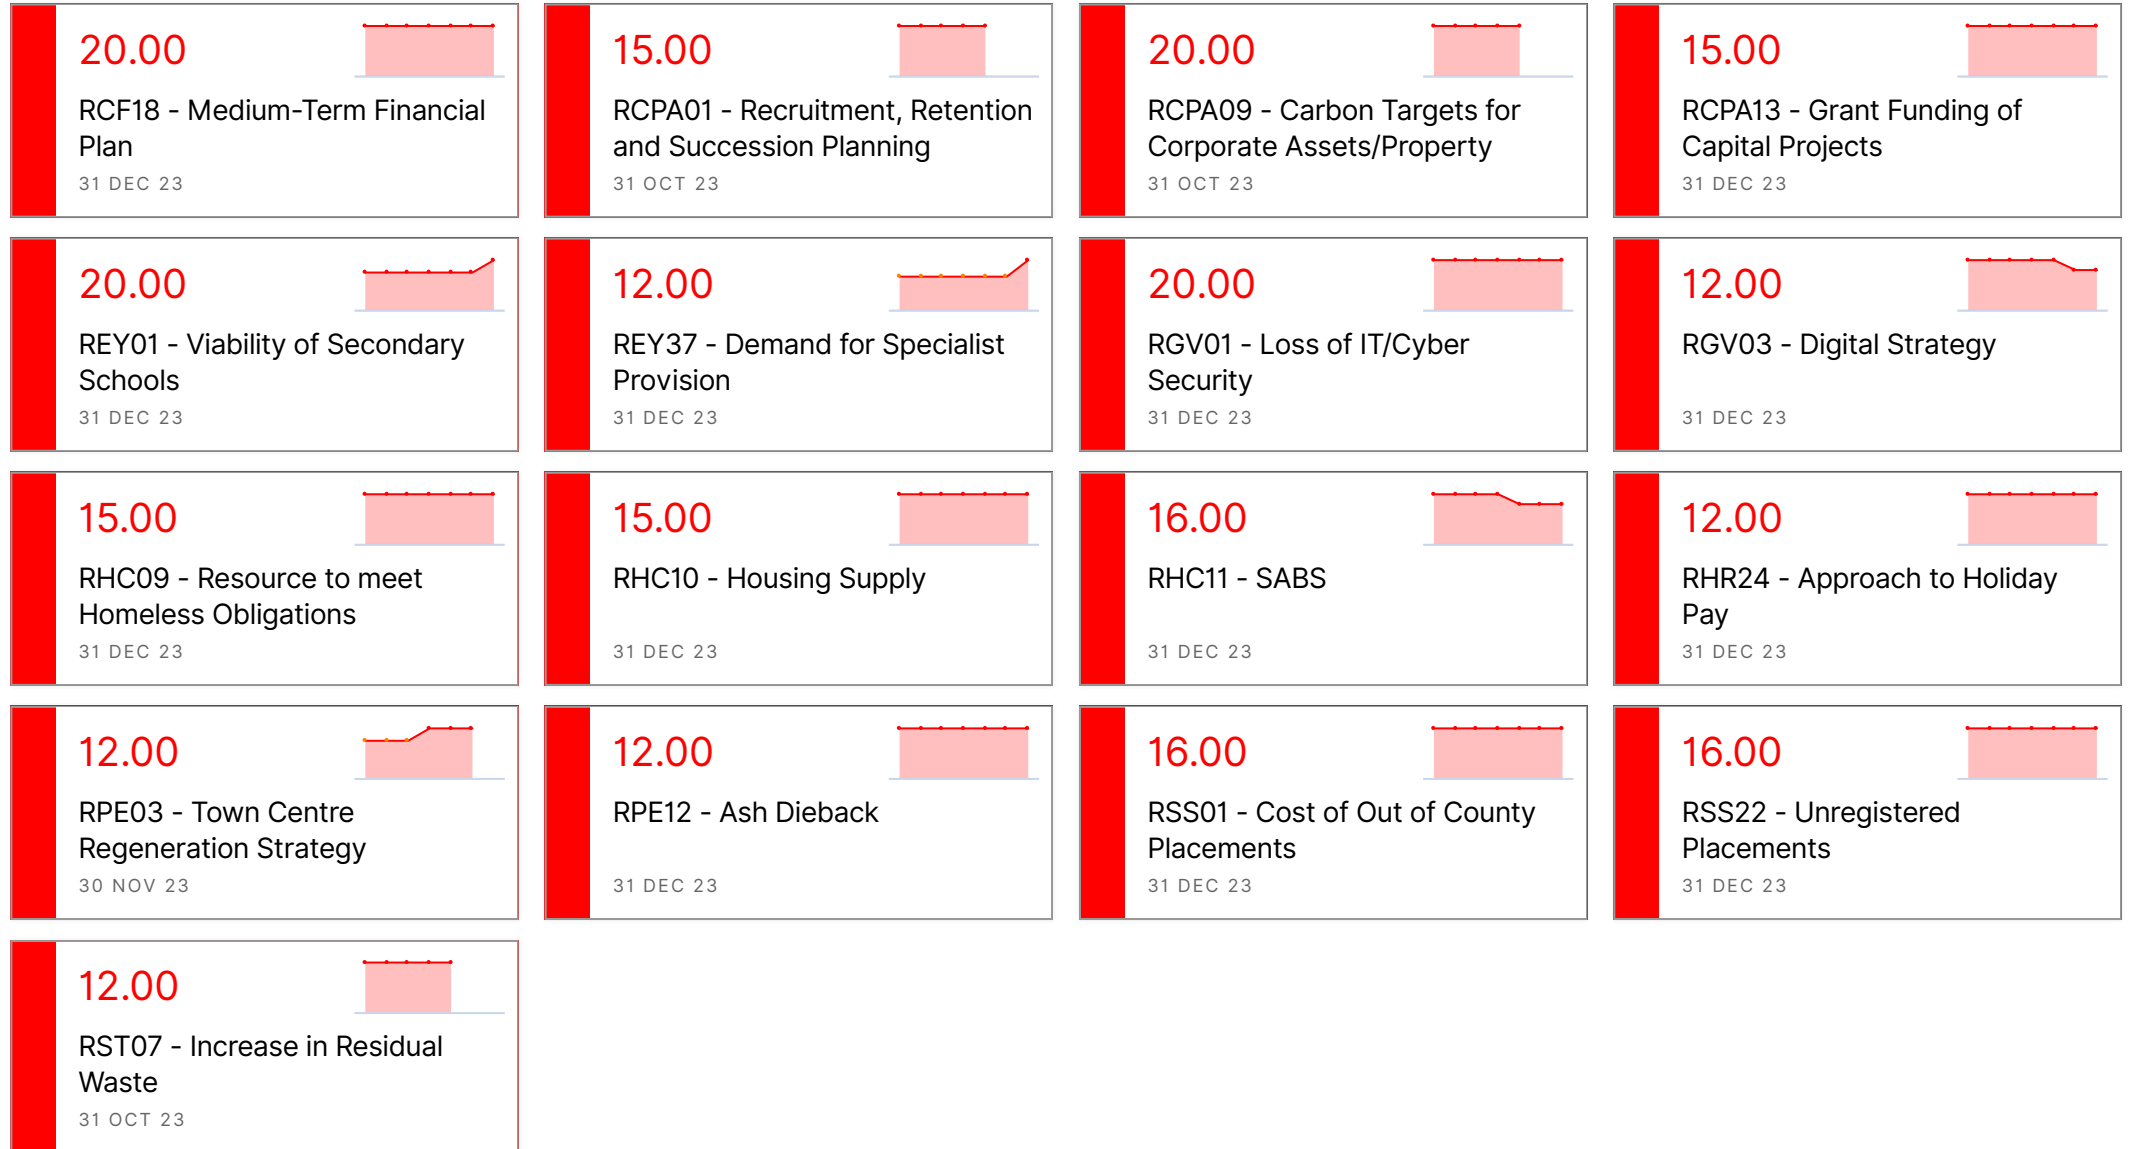 20.00
RCF18 - Medium-Term Financial
Plan
31 DEC 23
15.00
RCPA01 - Recruitment, Retention
and Succession Planning
31 OCT 23
20.00
RCPA09 - Carbon Targets for
Corporate Assets/Property
31 OCT 23
15.00
RCPA13 - Grant Funding of
Capital Projects
31 DEC 23
20.00
REY01 - Viability of Secondary
Schools
31 DEC 23
12.00
REY37 - Demand for Specialist
Provision
31 DEC 23
20.00
RGV01 - Loss of IT/Cyber
Security
31 DEC 23
12.00
RGV03 - Digital Strategy
31 DEC 23
15.00
RHC09 - Resource to meet
Homeless Obligations
31 DEC 23
15.00
RHC10 - Housing Supply
31 DEC 23
16.00
RHC11 - SABS
31 DEC 23
12.00
RHR24 - Approach to Holiday
Pay
31 DEC 23
12.00
RPE03 - Town Centre
Regeneration Strategy
30 NOV 23
12.00
RPE12 - Ash Dieback
31 DEC 23
16.00
RSS01 - Cost of Out of County
Placements
31 DEC 23
16.00
RSS22 - Unregistered
Placements
31 DEC 23
12.00
RST07 - Increase in Residual
Waste
31 OCT 23